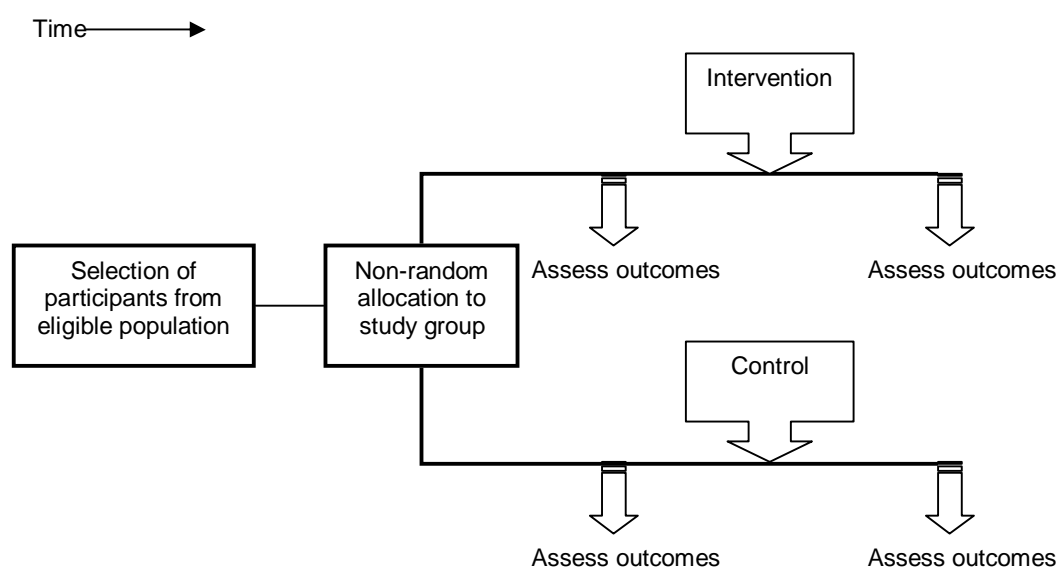 Time
Intervention
Selection of
participants from
eligible population
Non-random
allocation to
study group
Assess outcomes
Assess outcomes
Control
Assess outcomes
Assess outcomes